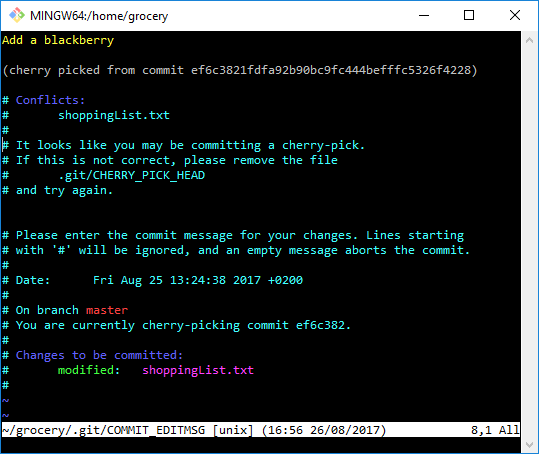 MINGW64:/home/grocery
Add a blackberry
(cherry picked from commit ef6c3821fdfa92b90bc9fc444befffc5326f4228)
# Conflicts:
#       shoppingList.txt
#
# It looks like you may be committing a cherry-pick.
# If this is not correct, please remove the file
#       .git/CHERRY_PICK_HEAD
# and try again.
# Please enter the commit message for your changes. Lines starting
# with '#' will be ignored, and an empty message aborts the commit.
#
# Date:      Fri Aug 25 13:24:38 2017 +0200
#
# On branch master
# You are currently cherry-picking commit ef6c382.
#
# Changes to be committed:
#       modified:   shoppingList.txt
#
~
~
~/grocery/.git/COMMIT_EDITMSG [unix] (16:56 26/08/2017) 8,1 All